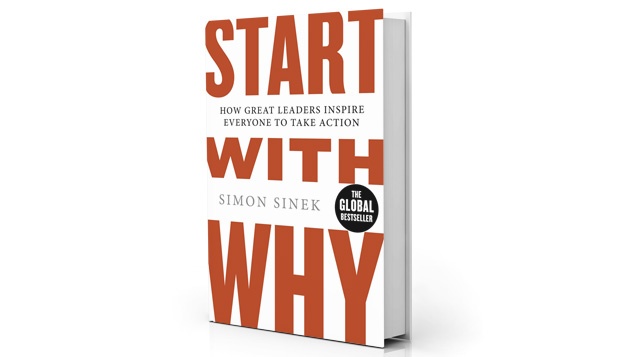 START
HOW GREAT LEADERS INSPIRE
EVERYONE TO TAKE ACTION
WITH
SIMON SINEK
THE
GLOBAL
BESTSELLER
WHY